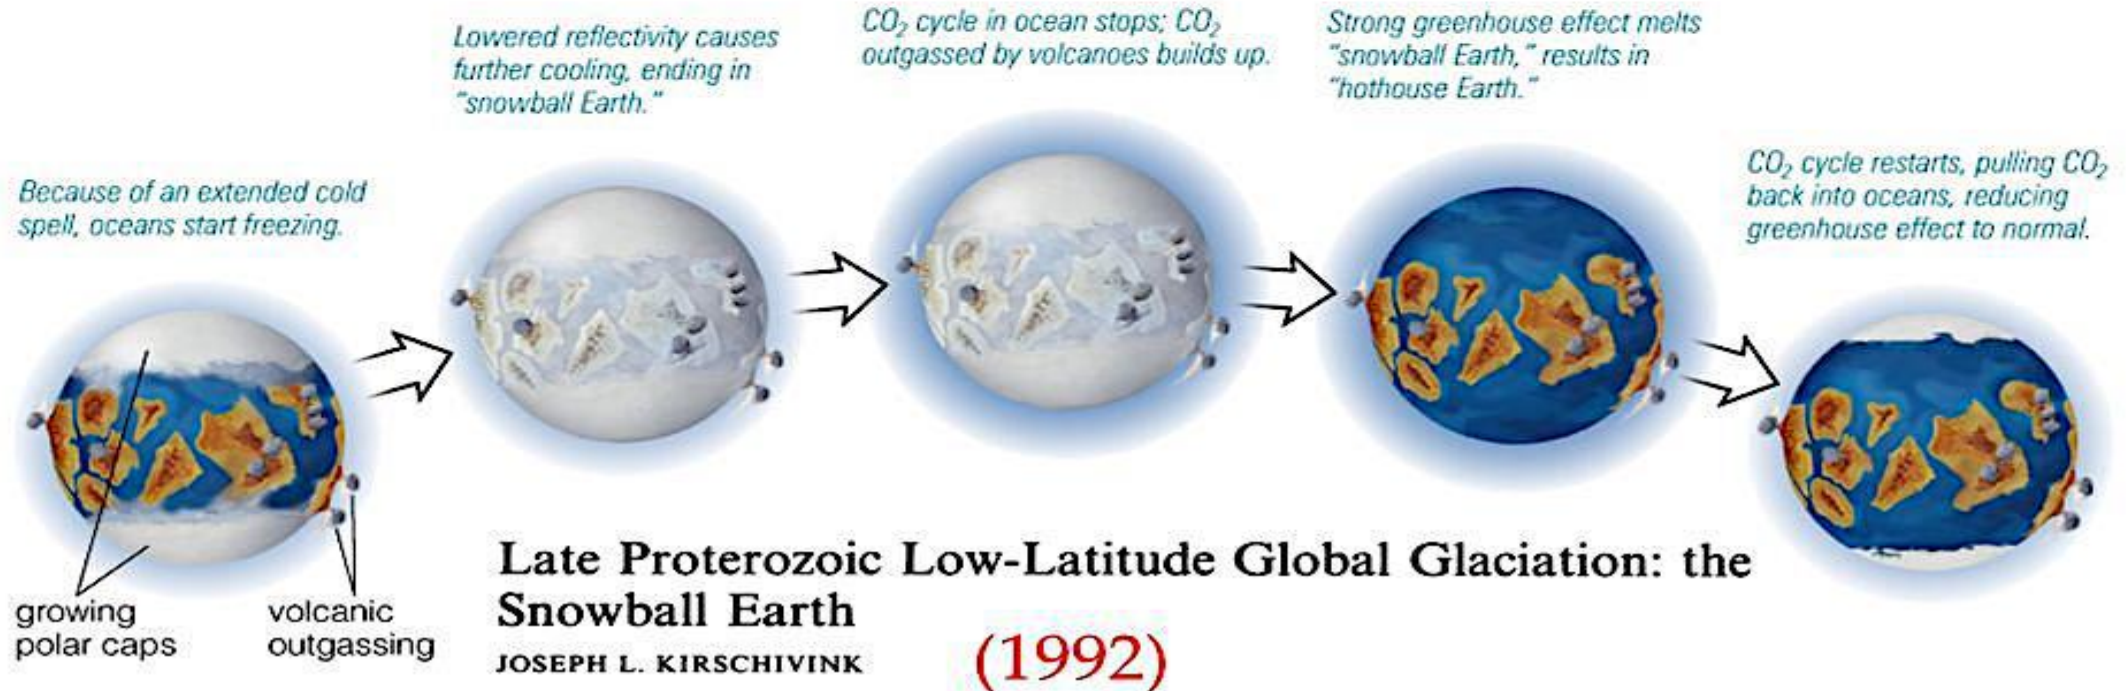 Because of an extended cold
spell, oceans start freezing.
Lowered reflectivity causes
further cooling, ending in
"snowball Earth."
CO₂ cycle in ocean stops; CO₂
outgassed by volcanoes builds up.
Strong greenhouse effect melts
"snowball Earth," results in
"hothouse Earth."
CO₂ cycle restarts, pulling CO₂
back into oceans, reducing
greenhouse effect to normal.
growing
polar caps
volcanic
outgassing
Late Proterozoic Low-Latitude Global Glaciation: the
Snowball Earth
JOSEPH L. KIRSCHIVINK
(1992)